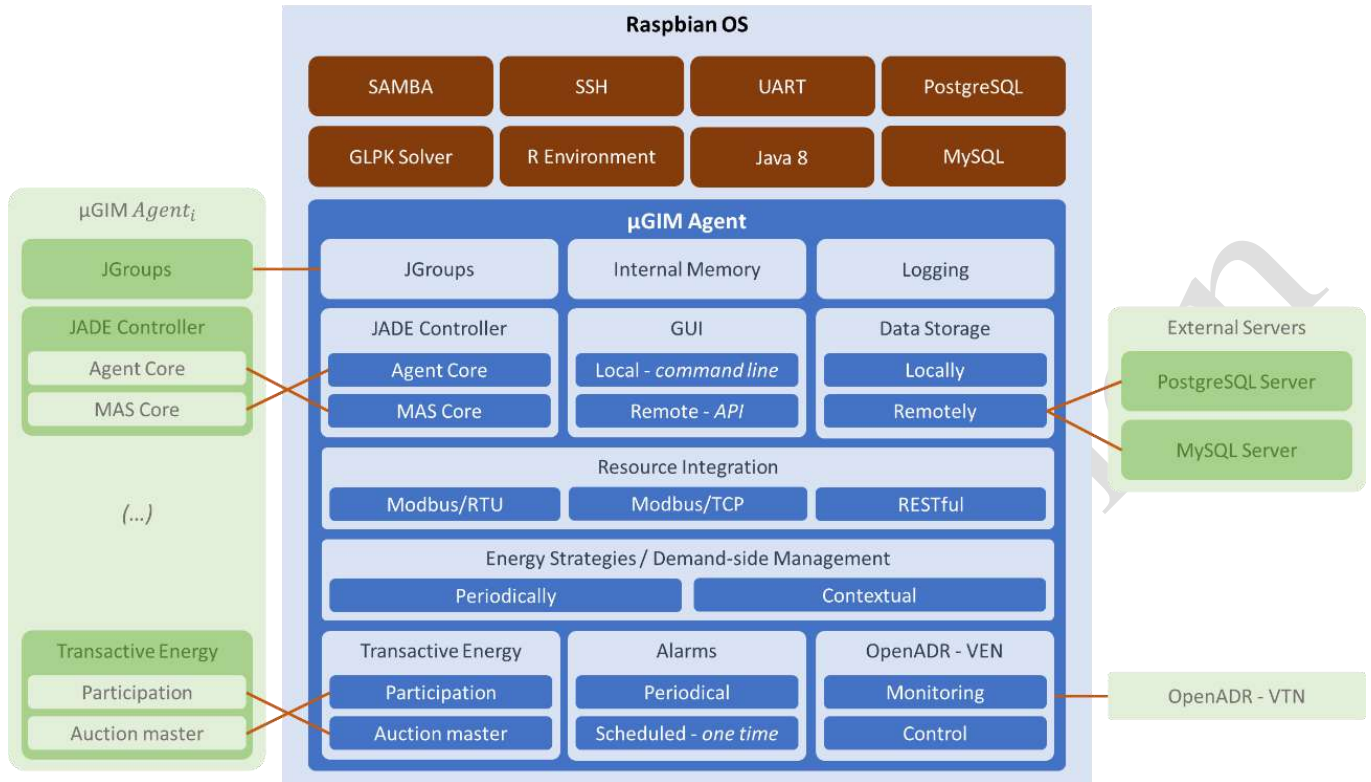 Raspbian OS
SAMBA
SSH
UART
PostgreSQL
GLPK Solver
R Environment
Java 8
MySQL
µGIM Agentᵢ
JGroups
JADE Controller
Agent Core
MAS Core
(...)
Transactive Energy
Participation
Auction master
µGIM Agent
JGroups
Internal Memory
Logging
JADE Controller
Agent Core
MAS Core
GUI
Local - command line
Remote - API
Data Storage
Locally
Remotely
Resource Integration
Modbus/RTU
Modbus/TCP
RESTful
Energy Strategies / Demand-side Management
Periodically
Contextual
Transactive Energy
Participation
Auction master
Alarms
Periodical
Scheduled - one time
OpenADR - VEN
Monitoring
Control
External Servers
PostgreSQL Server
MySQL Server
OpenADR - VTN